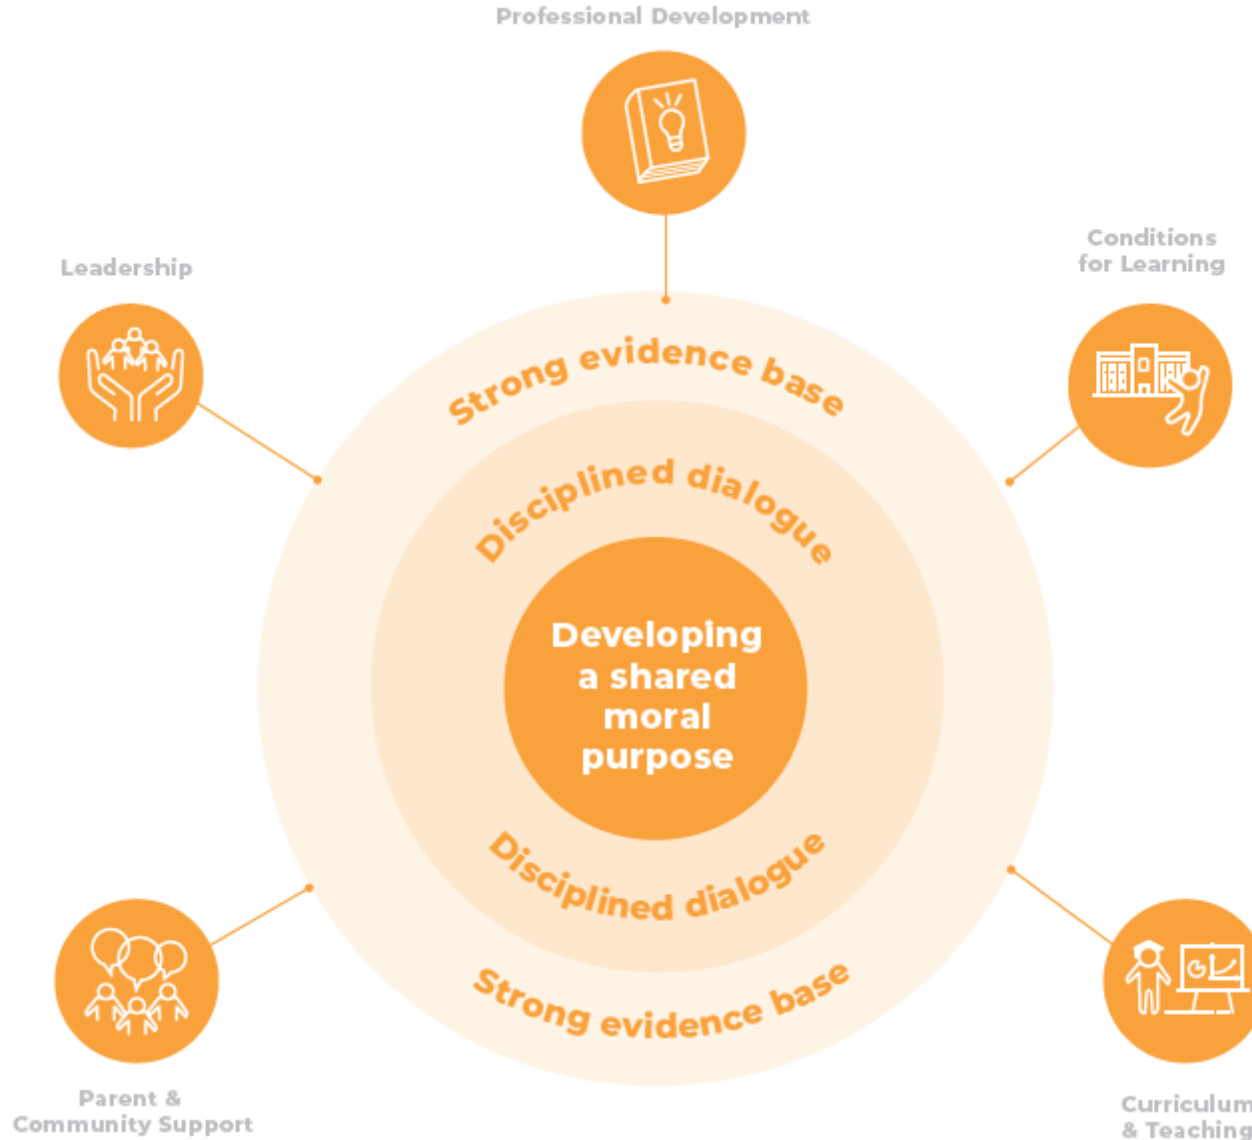 Professional Development
Leadership
Conditions
for Learning
Strong evidence base
Disciplined dialogue
Developing
a shared
moral
purpose
Disciplined dialogue
Strong evidence base
Parent &
Community Support
Curriculum
& Teaching